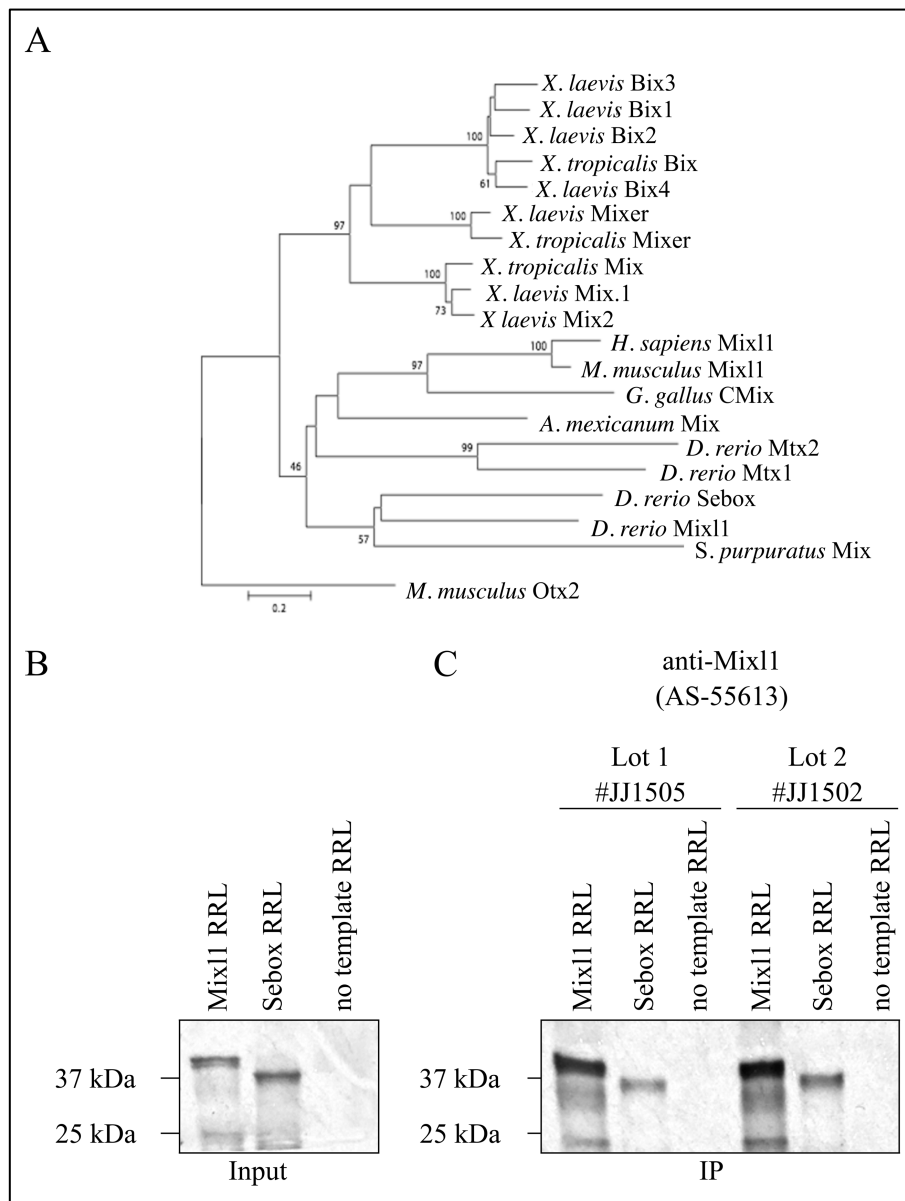 A
X. laevis Bix3
X. laevis Bix1
100
X. laevis Bix2
X. tropicalis Bix
61
X. laevis Bix4
100
X. laevis Mixer
97
X. tropicalis Mixer
X. tropicalis Mix
100
X. laevis Mix.1
73
X laevis Mix2
H. sapiens Mixl1
100
M. musculus Mixl1
97
G. gallus CMix
A. mexicanum Mix
D. rerio Mtx2
99
D. rerio Mtx1
46
D. rerio Sebox
D. rerio Mixl1
57
S. purpuratus Mix
M. musculus Otx2
0.2
B
C
anti-Mixl1
(AS-55613)
Lot 1
#JJ1505
Lot 2
#JJ1502
Mixl1 RRL
Sebox RRL
no template RRL
Mixl1 RRL
Sebox RRL
no template RRL
Mixl1 RRL
Sebox RRL
no template RRL
37 kDa
25 kDa
Input
37 kDa
25 kDa
IP